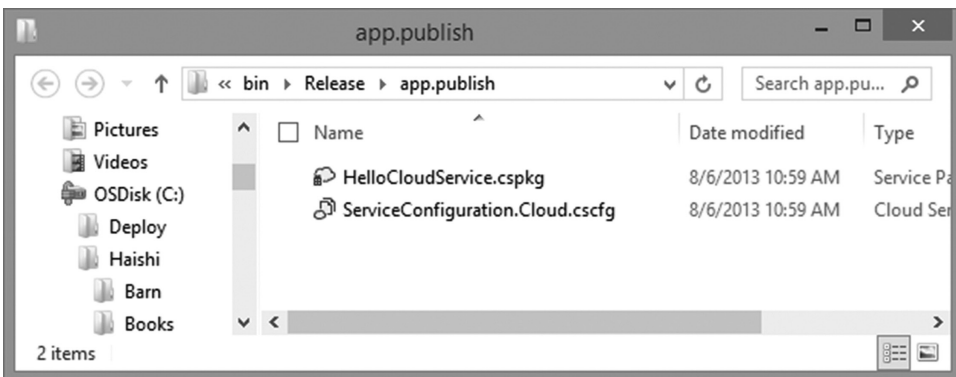 app.publish
« bin ▸ Release ▸ app.publish
Search app.pu...
Pictures
Videos
OSDisk (C:)
Deploy
Haishi
Barn
Books
Name Date modified Type
HelloCloudService.cspkg 8/6/2013 10:59 AM Service Pa
ServiceConfiguration.Cloud.cscfg 8/6/2013 10:59 AM Cloud Ser
2 items